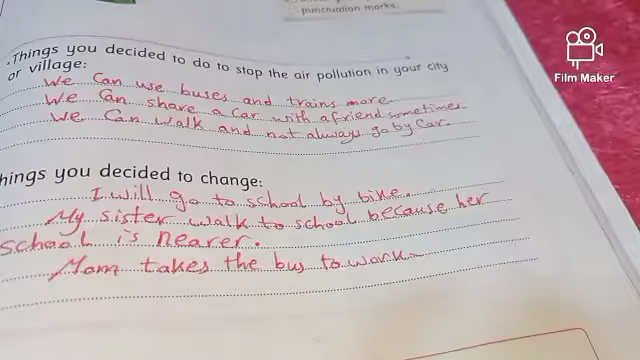 punctuation marks.
Film Maker
Things you decided to do to stop the air pollution in your city
or village:
We Can use buses and trains more
We Can share a car with a friend sometimes
We Can walk and not always go by Car.
hings you decided to change:
I will go to school by bike.
My sister walk to school because her
school is nearer.
Mom takes the bus to work